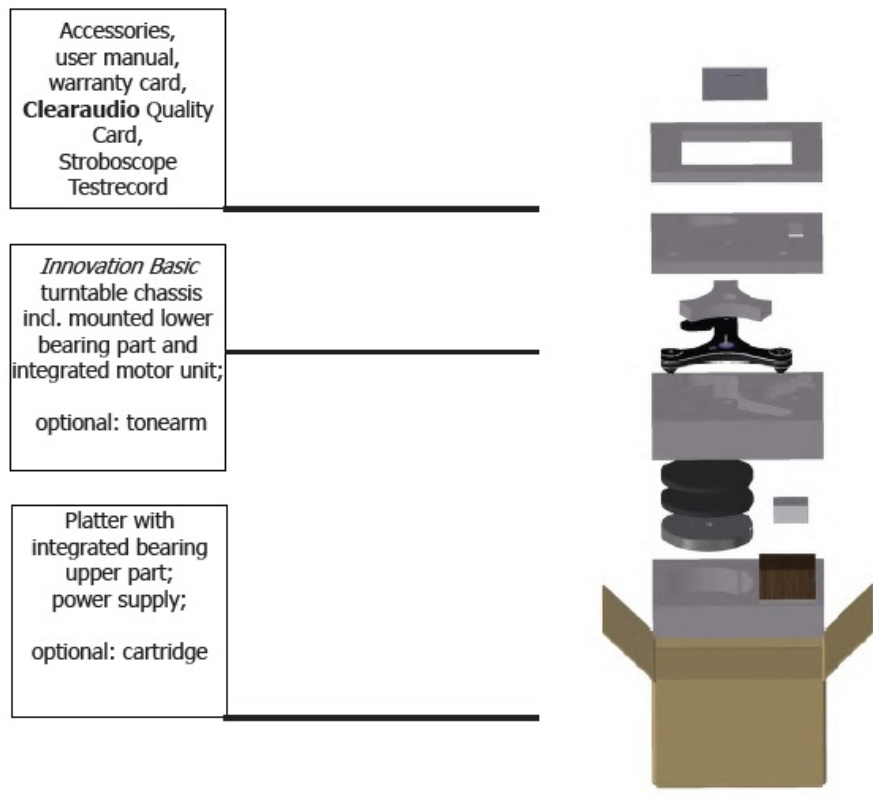 Accessories,
user manual,
warranty card,
Clearaudio Quality
Card,
Stroboscope
Testrecord
Innovation Basic
turntable chassis
incl. mounted lower
bearing part and
integrated motor unit;
optional: tonearm
Platter with
integrated bearing
upper part;
power supply;
optional: cartridge